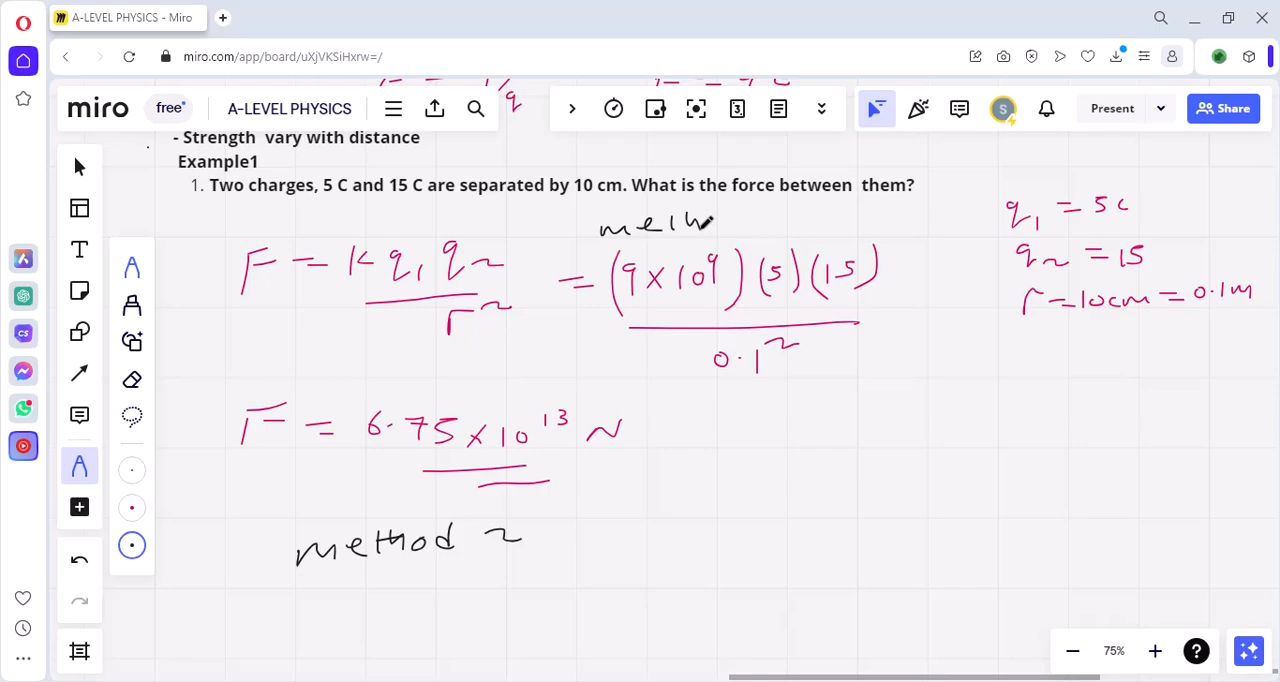 A-LEVEL PHYSICS - Miro
miro.com/app/board/uXjVKSiHxrw=/
miro free A-LEVEL PHYSICS Present Share
- Strength vary with distance
Example1
1. Two charges, 5 C and 15 C are separated by 10 cm. What is the force between them?
q1 = 5C
q2 = 15
r = 10cm = 0.1m
F = K q1 q2 / r² = (9 × 10⁹)(5)(15) / 0.1²
F = 6.75 × 10¹³ N
method 2
75%